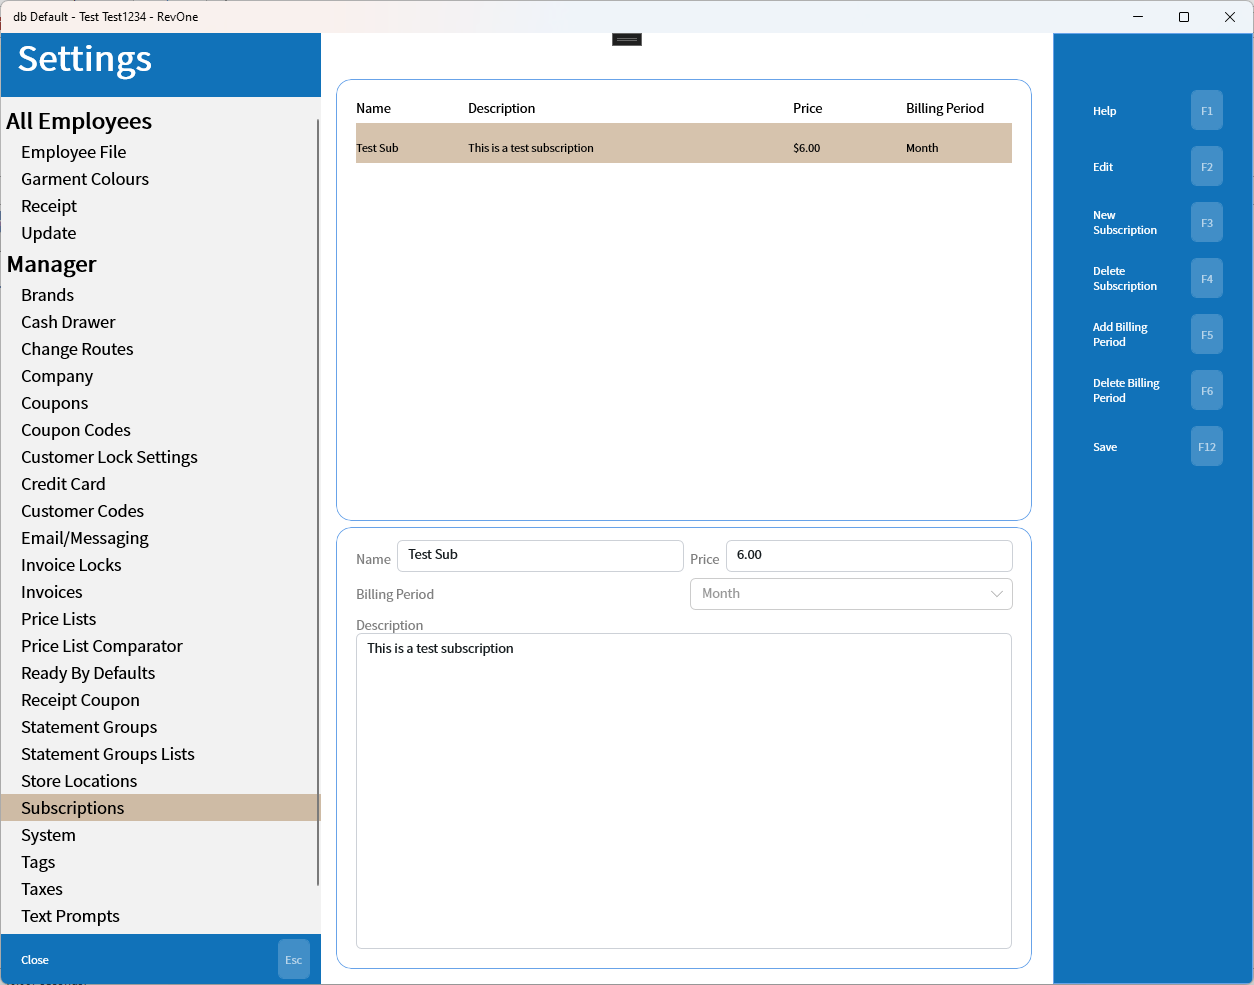 db Default - Test Test1234 - RevOne
Settings
All Employees
Employee File
Garment Colours
Receipt
Update
Manager
Brands
Cash Drawer
Change Routes
Company
Coupons
Coupon Codes
Customer Lock Settings
Credit Card
Customer Codes
Email/Messaging
Invoice Locks
Invoices
Price Lists
Price List Comparator
Ready By Defaults
Receipt Coupon
Statement Groups
Statement Groups Lists
Store Locations
Subscriptions
System
Tags
Taxes
Text Prompts
Close Esc
Name Description Price Billing Period
Test Sub This is a test subscription $6.00 Month
Name Test Sub Price 6.00
Billing Period Month
Description
This is a test subscription
Help F1
Edit F2
New
Subscription F3
Delete
Subscription F4
Add Billing
Period F5
Delete Billing
Period F6
Save F12